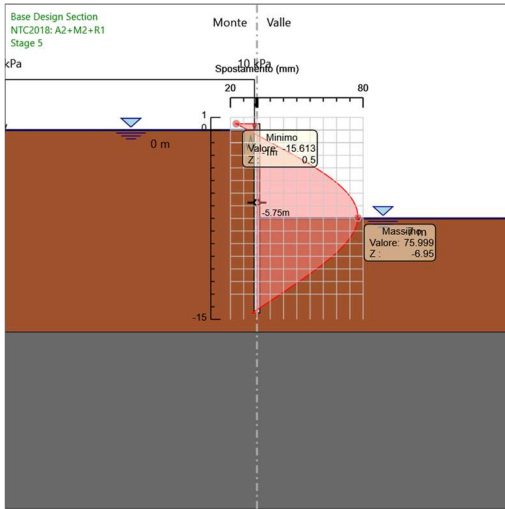 Base Design Section
NTC2018: A2+M2+R1
Stage 5
Monte Valle
kPa
10 kPa
Spostamento (mm)
20 80
1
0
0 m
Minimo
Valore: -15.613
Z : 0.5
-1m
-5.75m
Massimo
Valore: 75.999
Z : -6.95
-15